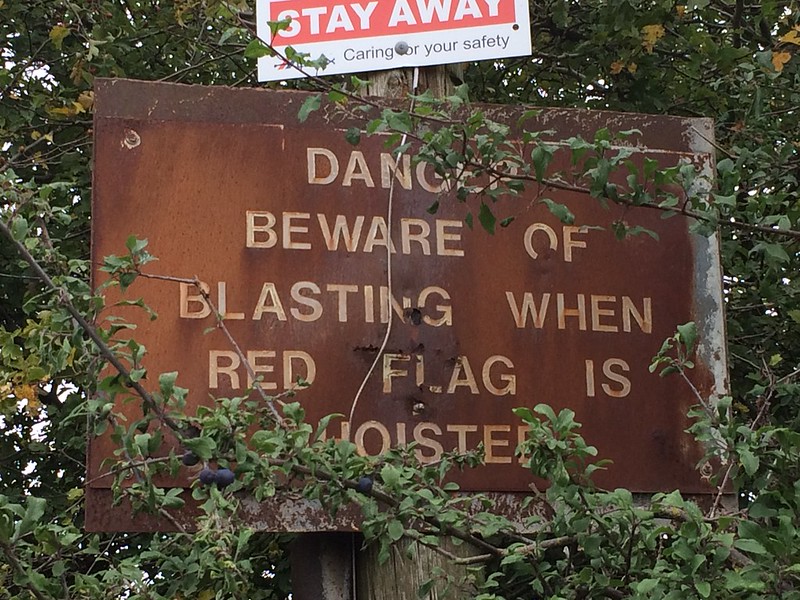 STAY AWAY
Caring for your safety
DANGER
BEWARE OF
BLASTING WHEN
RED FLAG IS
HOISTED